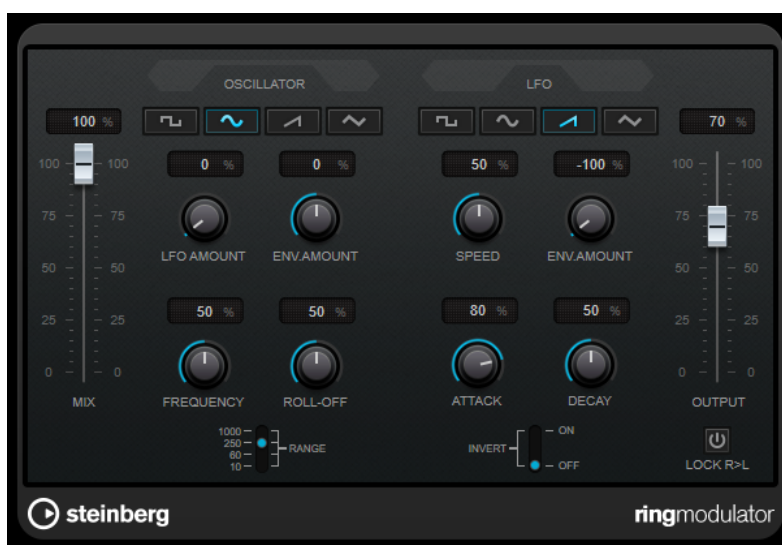 OSCILLATOR LFO
100 % 70 %
0 % 0 % 50 % -100 %
100 100 100 100
75 75 75 75
LFO AMOUNT ENV.AMOUNT SPEED ENV.AMOUNT
50 50 50 50
50 % 50 % 80 % 50 %
25 25 25 25
0 0 0 0
MIX FREQUENCY ROLL-OFF ATTACK DECAY OUTPUT
1000
250
60
10
RANGE
INVERT
ON
OFF
LOCK R>L
steinberg ringmodulator